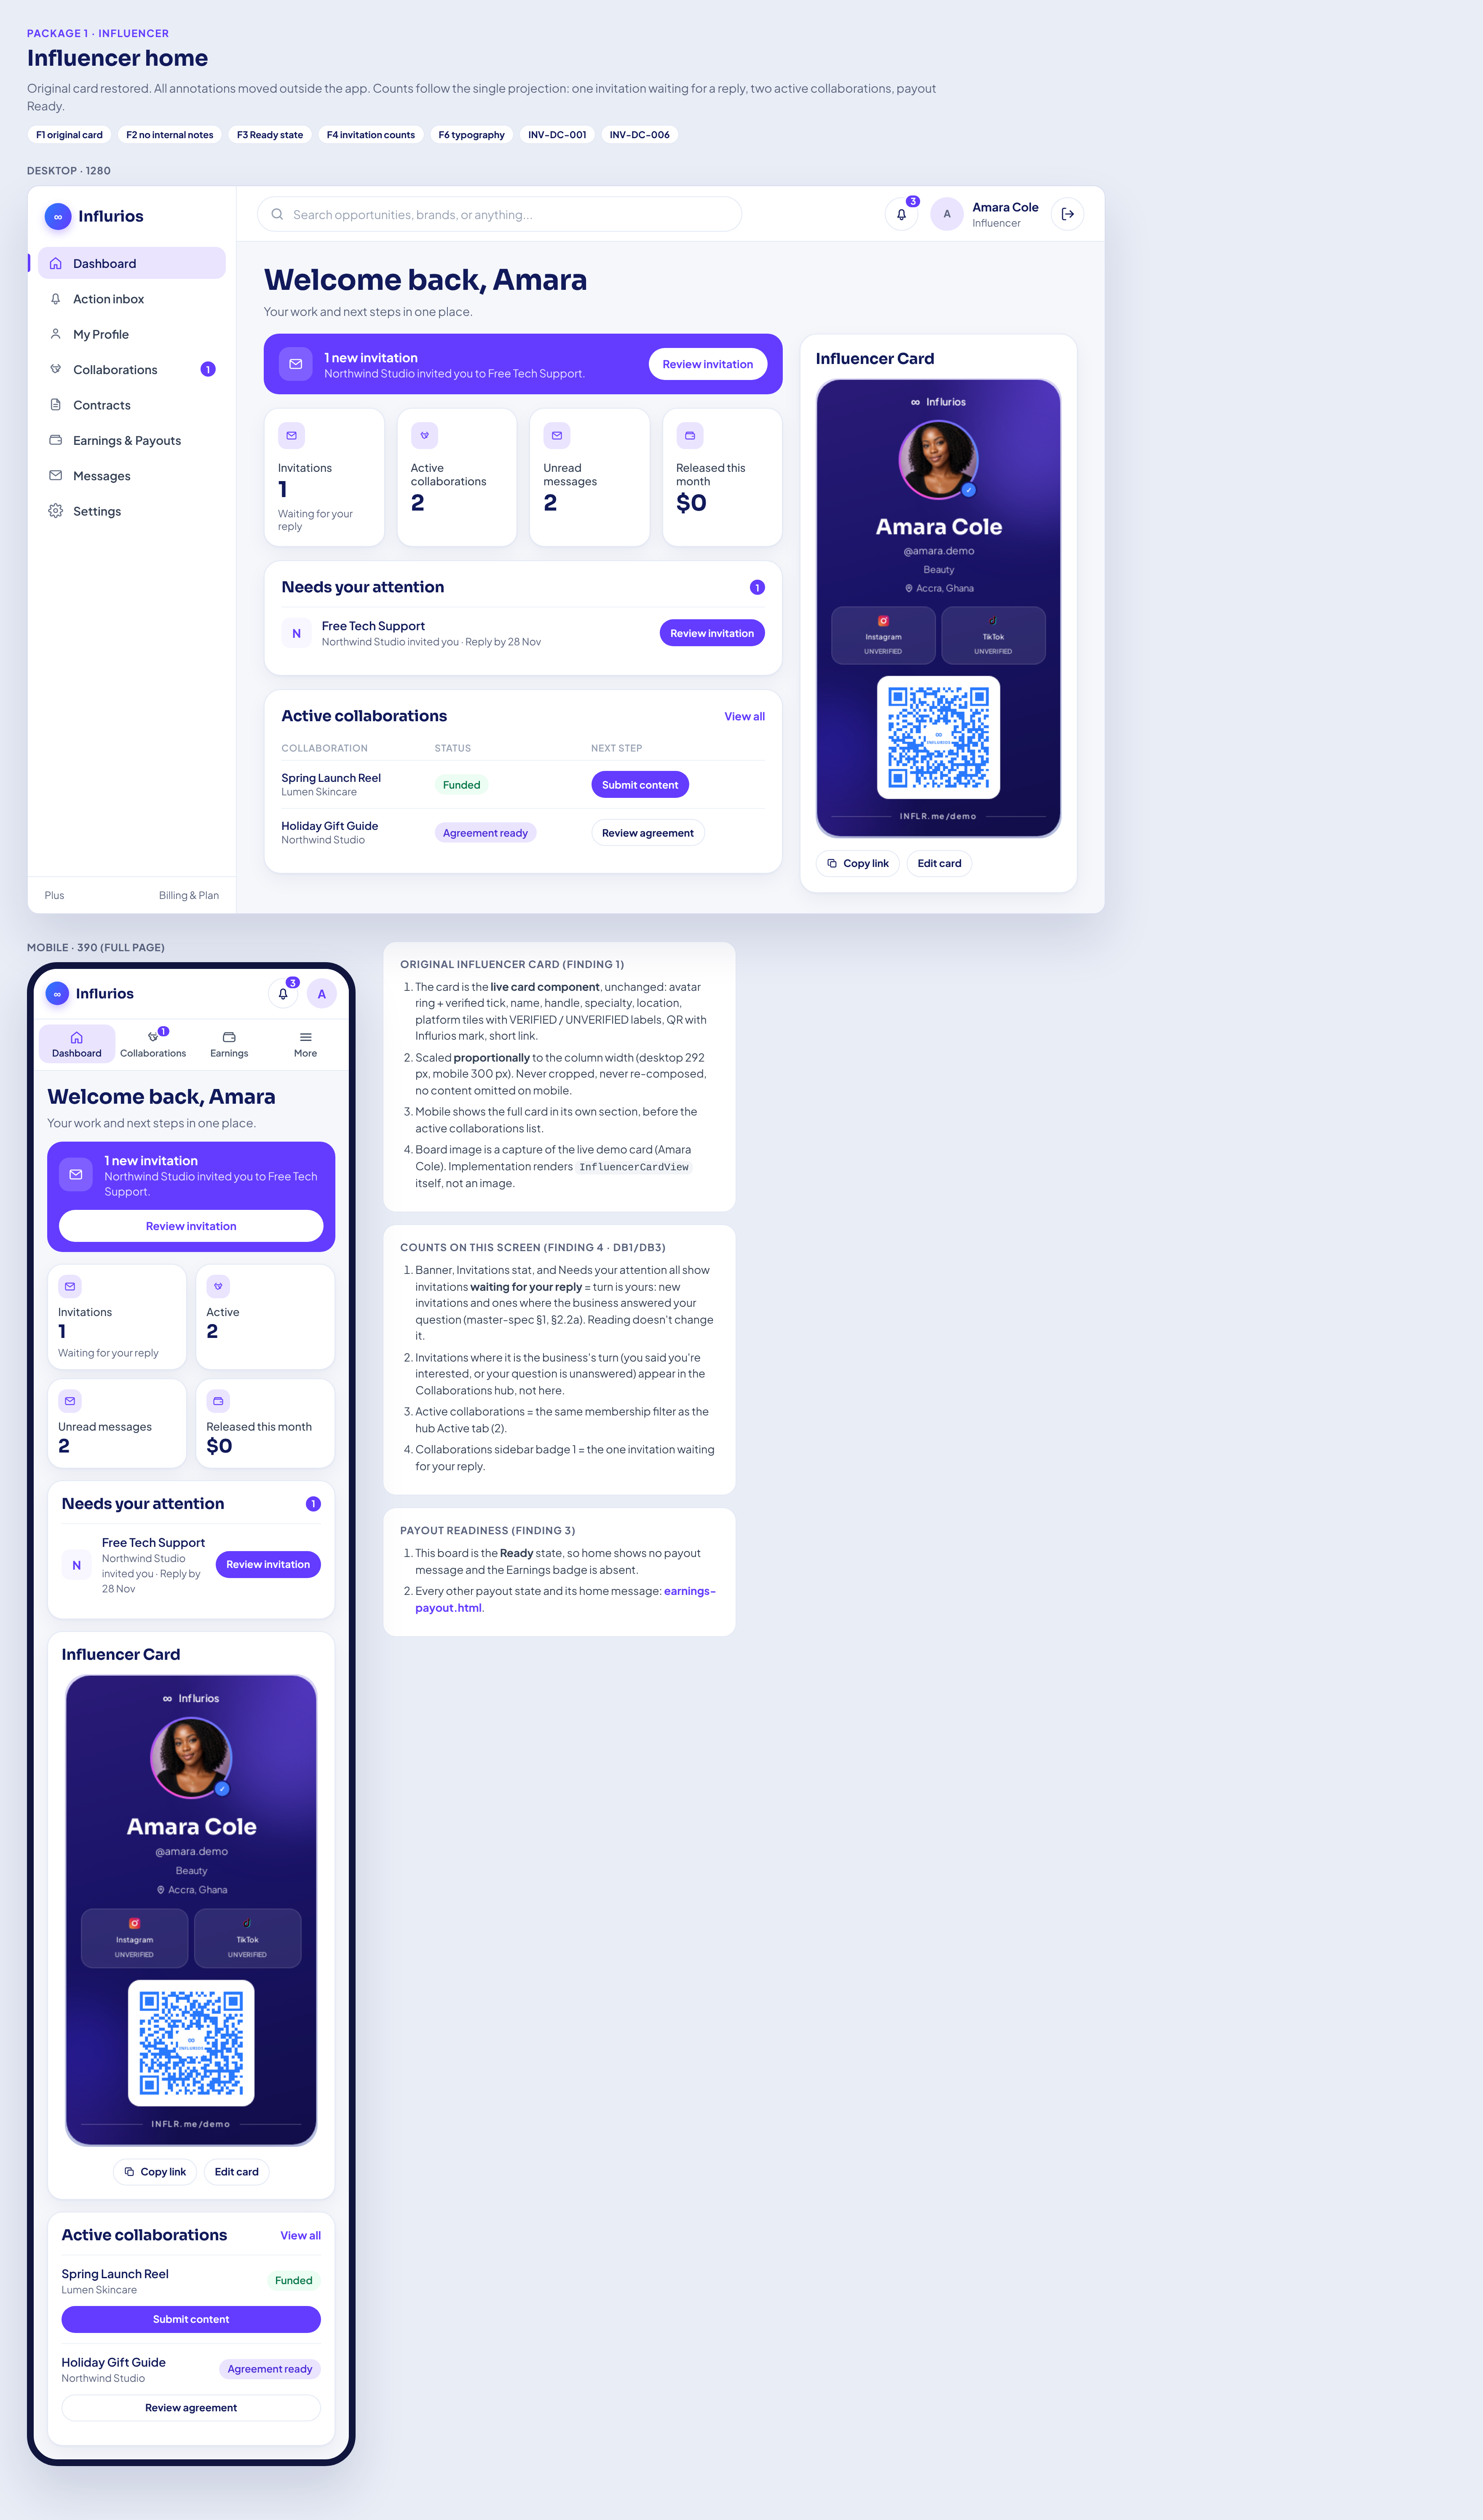 PACKAGE 1 · INFLUENCER
Influencer home
Original card restored. All annotations moved outside the app. Counts follow the single projection: one invitation waiting for a reply, two active collaborations, payout
Ready.
F1 original card
F2 no internal notes
F3 Ready state
F4 invitation counts
F6 typography
INV-DC-001
INV-DC-006
DESKTOP · 1280
∞ Influrios
Dashboard
Action inbox
My Profile
Collaborations 1
Contracts
Earnings & Payouts
Messages
Settings
Plus
Billing & Plan
Search opportunities, brands, or anything...
3
A
Amara Cole
Influencer
Welcome back, Amara
Your work and next steps in one place.
1 new invitation
Northwind Studio invited you to Free Tech Support.
Review invitation
Invitations
1
Waiting for your
reply
Active
collaborations
2
Unread
messages
2
Released this
month
$0
Needs your attention 1
N
Free Tech Support
Northwind Studio invited you · Reply by 28 Nov
Review invitation
Active collaborations
View all
COLLABORATION STATUS NEXT STEP
Spring Launch Reel
Lumen Skincare
Funded
Submit content
Holiday Gift Guide
Northwind Studio
Agreement ready
Review agreement
Influencer Card
∞ Influrios
Amara Cole
@amara.demo
Beauty
Accra, Ghana
Instagram
UNVERIFIED
TikTok
UNVERIFIED
∞
INFLURIOS
INFLR.me/demo
Copy link
Edit card
MOBILE · 390 (FULL PAGE)
∞ Influrios
3
A
Dashboard
Collaborations
1
Earnings
More
Welcome back, Amara
Your work and next steps in one place.
1 new invitation
Northwind Studio invited you to Free Tech
Support.
Review invitation
Invitations
1
Waiting for your reply
Active
2
Unread messages
2
Released this month
$0
Needs your attention 1
N
Free Tech Support
Northwind Studio
invited you · Reply by
28 Nov
Review invitation
Influencer Card
∞ Influrios
Amara Cole
@amara.demo
Beauty
Accra, Ghana
Instagram
UNVERIFIED
TikTok
UNVERIFIED
∞
INFLURIOS
INFLR.me/demo
Copy link
Edit card
Active collaborations
View all
Spring Launch Reel
Lumen Skincare
Funded
Submit content
Holiday Gift Guide
Northwind Studio
Agreement ready
Review agreement
ORIGINAL INFLUENCER CARD (FINDING 1)
1. The card is the live card component, unchanged: avatar
ring + verified tick, name, handle, specialty, location,
platform tiles with VERIFIED / UNVERIFIED labels, QR with
Influrios mark, short link.
2. Scaled proportionally to the column width (desktop 292
px, mobile 300 px). Never cropped, never re-composed,
no content omitted on mobile.
3. Mobile shows the full card in its own section, before the
active collaborations list.
4. Board image is a capture of the live demo card (Amara
Cole). Implementation renders InfluencerCardView
itself, not an image.
COUNTS ON THIS SCREEN (FINDING 4 · DB1/DB3)
1. Banner, Invitations stat, and Needs your attention all show
invitations waiting for your reply = turn is yours: new
invitations and ones where the business answered your
question (master-spec §1, §2.2a). Reading doesn't change
it.
2. Invitations where it is the business's turn (you said you're
interested, or your question is unanswered) appear in the
Collaborations hub, not here.
3. Active collaborations = the same membership filter as the
hub Active tab (2).
4. Collaborations sidebar badge 1 = the one invitation waiting
for your reply.
PAYOUT READINESS (FINDING 3)
1. This board is the Ready state, so home shows no payout
message and the Earnings badge is absent.
2. Every other payout state and its home message: earnings-
payout.html.